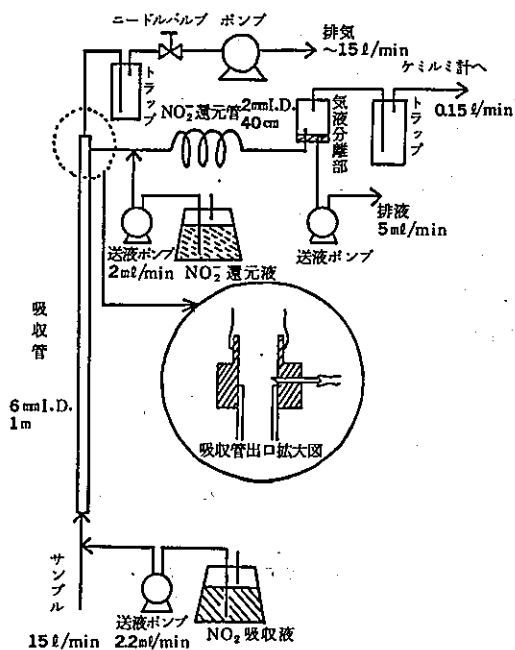 ニードルバルブ ポンプ
排気
~15ℓ/min
トラップ
ケミルミ計へ
0.15ℓ/min
NO₂⁻還元管
2mmI.D.
40cm
気液分離部
トラップ
送液ポンプ
2mℓ/min
NO₂⁻還元液
送液ポンプ
排液
5mℓ/min
吸収管
6mmI.D.
1m
吸収管出口拡大図
サンプル
15ℓ/min
送液ポンプ
2.2mℓ/min
NO₂吸収液